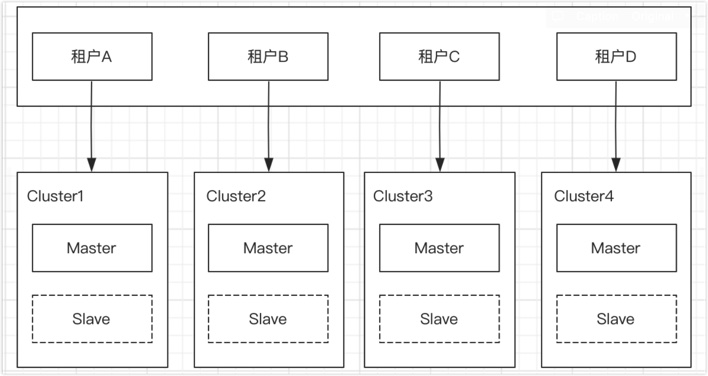 租户A 租户B 租户C 租户D
Cluster1 Cluster2 Cluster3 Cluster4
Master Master Master Master
Slave Slave Slave Slave